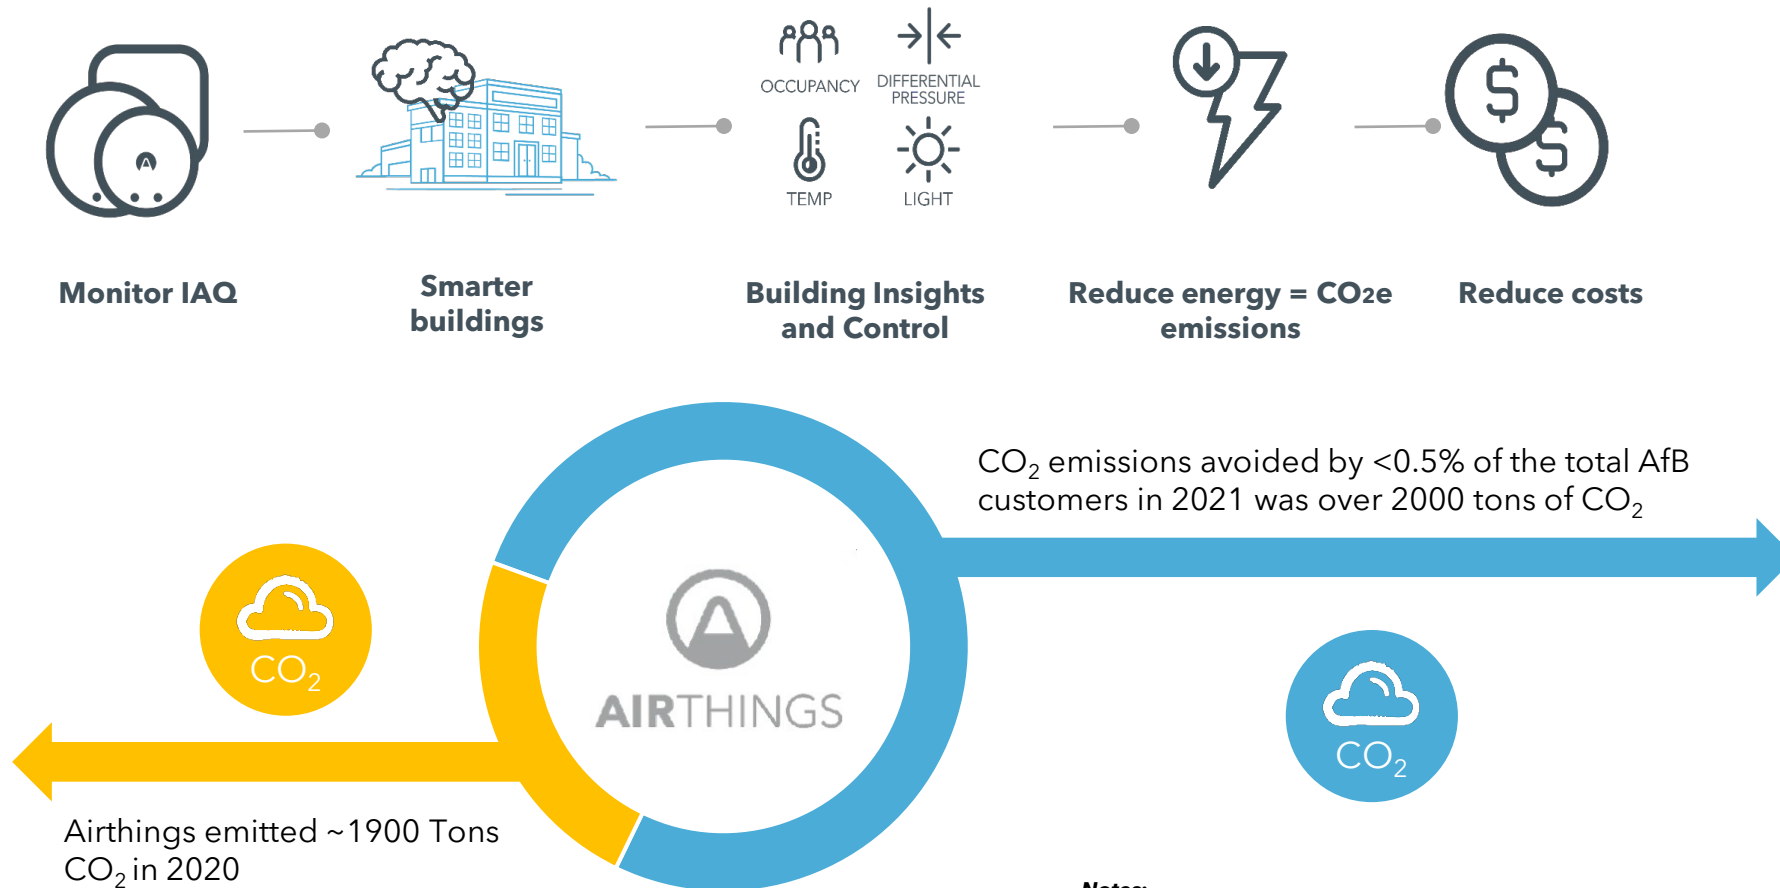 OCCUPANCY
DIFFERENTIAL
PRESSURE
TEMP
LIGHT
Monitor IAQ
Smarter
buildings
Building Insights
and Control
Reduce energy = CO2e
emissions
Reduce costs
CO₂ emissions avoided by <0.5% of the total AfB
customers in 2021 was over 2000 tons of CO₂
CO₂
AIRTHINGS
CO₂
Airthings emitted ~1900 Tons
CO₂ in 2020
Notes: